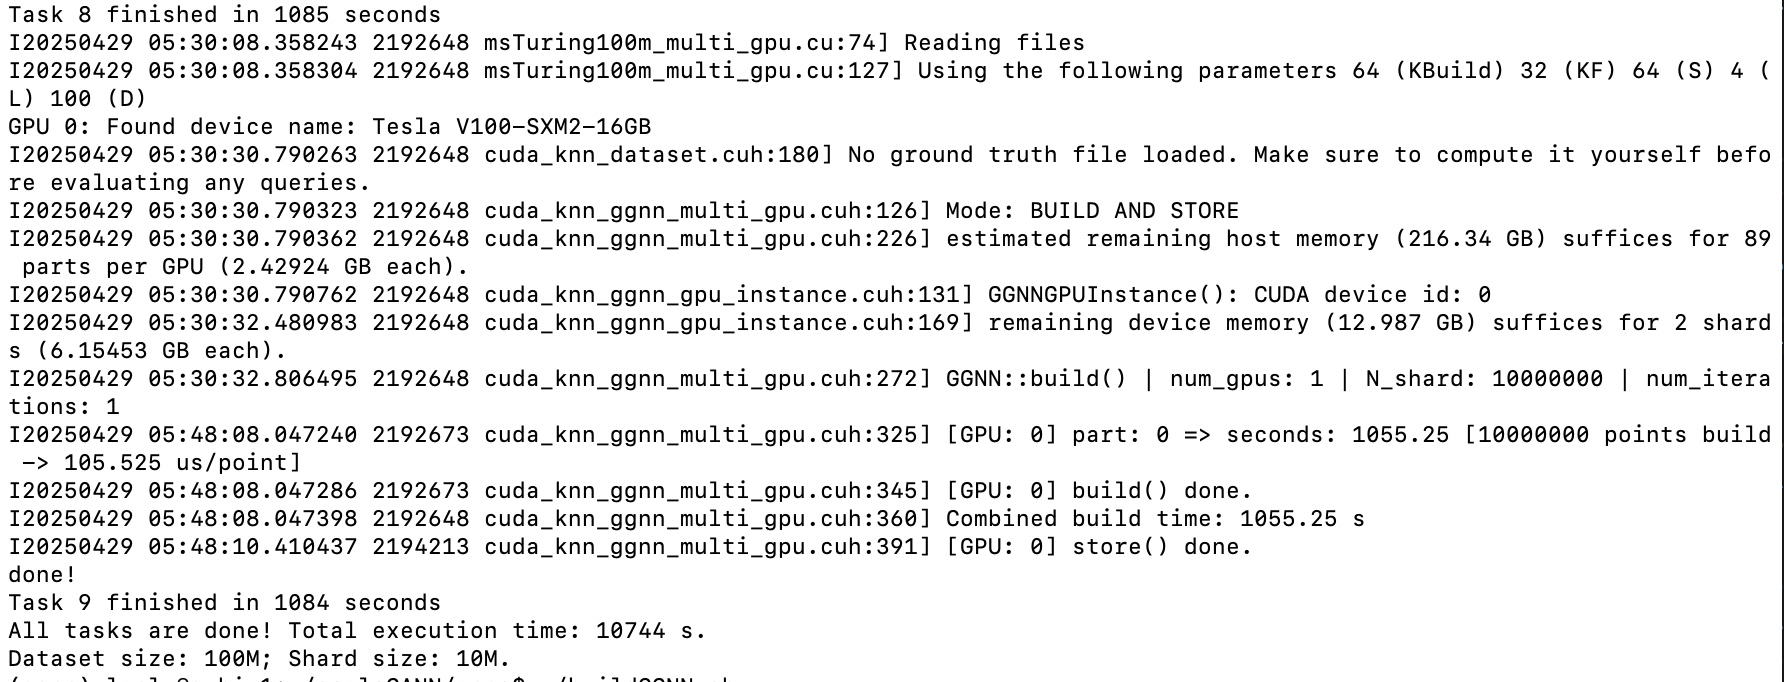 Task 8 finished in 1085 seconds
I20250429 05:30:08.358243 2192648 msTuring100m_multi_gpu.cu:74] Reading files
I20250429 05:30:08.358304 2192648 msTuring100m_multi_gpu.cu:127] Using the following parameters 64 (KBuild) 32 (KF) 64 (S) 4 (
L) 100 (D)
GPU 0: Found device name: Tesla V100-SXM2-16GB
I20250429 05:30:30.790263 2192648 cuda_knn_dataset.cuh:180] No ground truth file loaded. Make sure to compute it yourself befo
re evaluating any queries.
I20250429 05:30:30.790323 2192648 cuda_knn_ggnn_multi_gpu.cuh:126] Mode: BUILD AND STORE
I20250429 05:30:30.790362 2192648 cuda_knn_ggnn_multi_gpu.cuh:226] estimated remaining host memory (216.34 GB) suffices for 89
 parts per GPU (2.42924 GB each).
I20250429 05:30:30.790762 2192648 cuda_knn_ggnn_gpu_instance.cuh:131] GGNNGPUInstance(): CUDA device id: 0
I20250429 05:30:32.480983 2192648 cuda_knn_ggnn_gpu_instance.cuh:169] remaining device memory (12.987 GB) suffices for 2 shard
s (6.15453 GB each).
I20250429 05:30:32.806495 2192648 cuda_knn_ggnn_multi_gpu.cuh:272] GGNN::build() | num_gpus: 1 | N_shard: 10000000 | num_itera
tions: 1
I20250429 05:48:08.047240 2192673 cuda_knn_ggnn_multi_gpu.cuh:325] [GPU: 0] part: 0 => seconds: 1055.25 [10000000 points build
 -> 105.525 us/point]
I20250429 05:48:08.047286 2192673 cuda_knn_ggnn_multi_gpu.cuh:345] [GPU: 0] build() done.
I20250429 05:48:08.047398 2192648 cuda_knn_ggnn_multi_gpu.cuh:360] Combined build time: 1055.25 s
I20250429 05:48:10.410437 2194213 cuda_knn_ggnn_multi_gpu.cuh:391] [GPU: 0] store() done.
done!
Task 9 finished in 1084 seconds
All tasks are done! Total execution time: 10744 s.
Dataset size: 100M; Shard size: 10M.